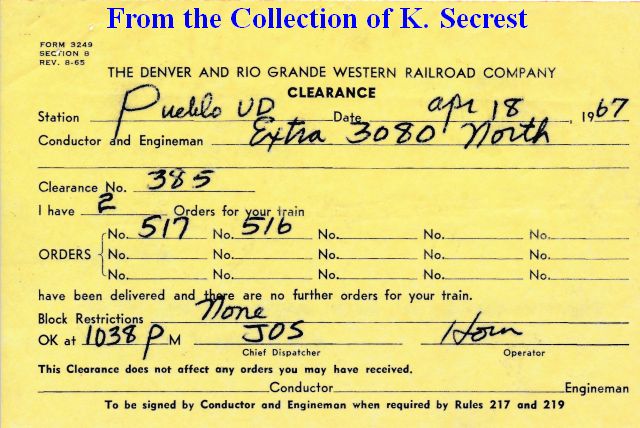 From the Collection of K. Secrest
FORM 3249
SECTION 8
REV. 8-65
THE DENVER AND RIO GRANDE WESTERN RAILROAD COMPANY
CLEARANCE
Station Pueblo UD Date Apr 18, 1967
Conductor and Engineman Extra 3080 North
Clearance No. 385
I have 2 Orders for your train
No. 517 No. 516 No. No. No.
ORDERS No. No. No. No. No.
No. No. No. No. No.
have been delivered and there are no further orders for your train.
Block Restrictions None
OK at 1038 P M JOS Horn
Chief Dispatcher Operator
This Clearance does not affect any orders you may have received.
Conductor Engineman
To be signed by Conductor and Engineman when required by Rules 217 and 219